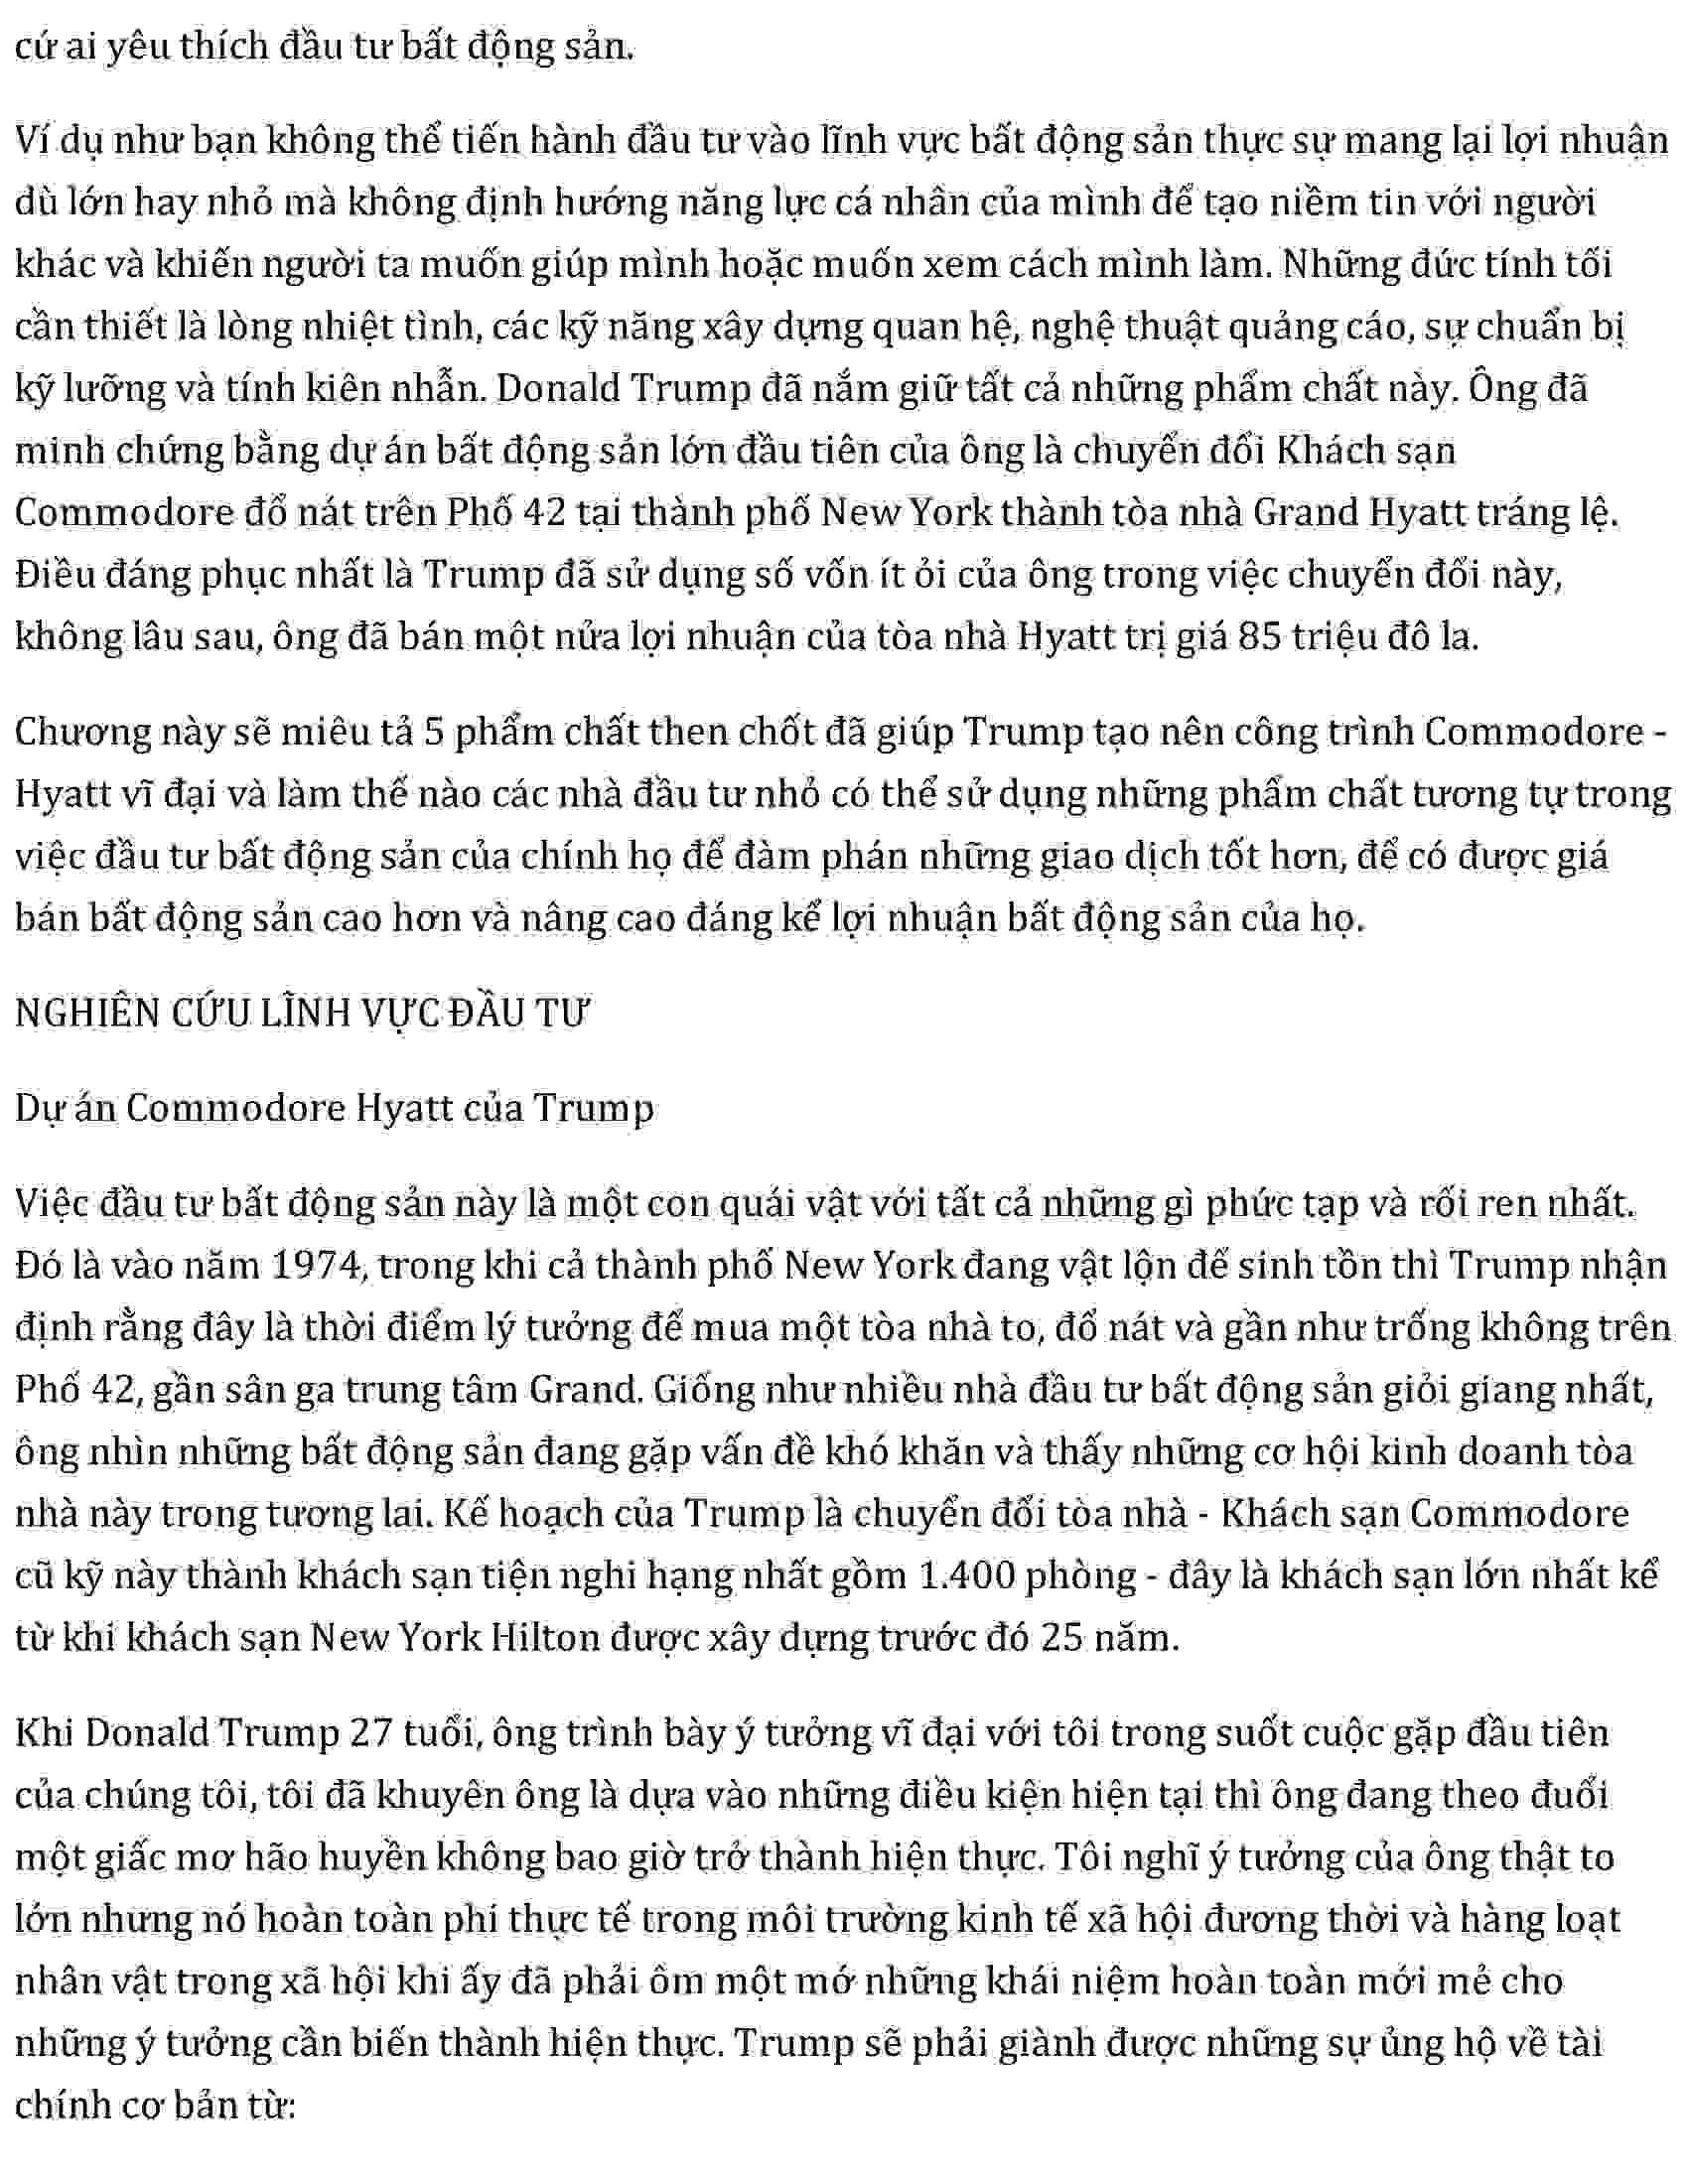 cứ ai yêu thích đầu tư bất động sản.
Ví dụ như bạn không thể tiến hành đầu tư vào lĩnh vực bất động sản thực sự mang lại lợi nhuận
dù lớn hay nhỏ mà không định hướng năng lực cá nhân của mình để tạo niềm tin với người
khác và khiến người ta muốn giúp mình hoặc muốn xem cách mình làm. Những đức tính tối
cần thiết là lòng nhiệt tình, các kỹ năng xây dựng quan hệ, nghệ thuật quảng cáo, sự chuẩn bị
kỹ lưỡng và tính kiên nhẫn. Donald Trump đã nắm giữ tất cả những phẩm chất này. Ông đã
minh chứng bằng dự án bất động sản lớn đầu tiên của ông là chuyển đổi Khách sạn
Commodore đổ nát trên Phố 42 tại thành phố New York thành tòa nhà Grand Hyatt tráng lệ.
Điều đáng phục nhất là Trump đã sử dụng số vốn ít ỏi của ông trong việc chuyển đổi này,
không lâu sau, ông đã bán một nửa lợi nhuận của tòa nhà Hyatt trị giá 85 triệu đô la.
Chương này sẽ miêu tả 5 phẩm chất then chốt đã giúp Trump tạo nên công trình Commodore -
Hyatt vĩ đại và làm thế nào các nhà đầu tư nhỏ có thể sử dụng những phẩm chất tương tự trong
việc đầu tư bất động sản của chính họ để đàm phán những giao dịch tốt hơn, để có được giá
bán bất động sản cao hơn và nâng cao đáng kể lợi nhuận bất động sản của họ.
NGHIÊN CỨU LĨNH VỰC ĐẦU TƯ
Dự án Commodore Hyatt của Trump
Việc đầu tư bất động sản này là một con quái vật với tất cả những gì phức tạp và rối ren nhất.
Đó là vào năm 1974, trong khi cả thành phố New York đang vật lộn để sinh tồn thì Trump nhận
định rằng đây là thời điểm lý tưởng để mua một tòa nhà to, đổ nát và gần như trống không trên
Phố 42, gần sân ga trung tâm Grand. Giống như nhiều nhà đầu tư bất động sản giỏi giang nhất,
ông nhìn những bất động sản đang gặp vấn đề khó khăn và thấy những cơ hội kinh doanh tòa
nhà này trong tương lai. Kế hoạch của Trump là chuyển đổi tòa nhà - Khách sạn Commodore
cũ kỹ này thành khách sạn tiện nghi hạng nhất gồm 1.400 phòng - đây là khách sạn lớn nhất kể
từ khi khách sạn New York Hilton được xây dựng trước đó 25 năm.
Khi Donald Trump 27 tuổi, ông trình bày ý tưởng vĩ đại với tôi trong suốt cuộc gặp đầu tiên
của chúng tôi, tôi đã khuyên ông là dựa vào những điều kiện hiện tại thì ông đang theo đuổi
một giấc mơ hão huyền không bao giờ trở thành hiện thực. Tôi nghĩ ý tưởng của ông thật to
lớn nhưng nó hoàn toàn phi thực tế trong môi trường kinh tế xã hội đương thời và hàng loạt
nhân vật trong xã hội khi ấy đã phải ôm một mớ những khái niệm hoàn toàn mới mẻ cho
những ý tưởng cần biến thành hiện thực. Trump sẽ phải giành được những sự ủng hộ về tài
chính cơ bản từ: